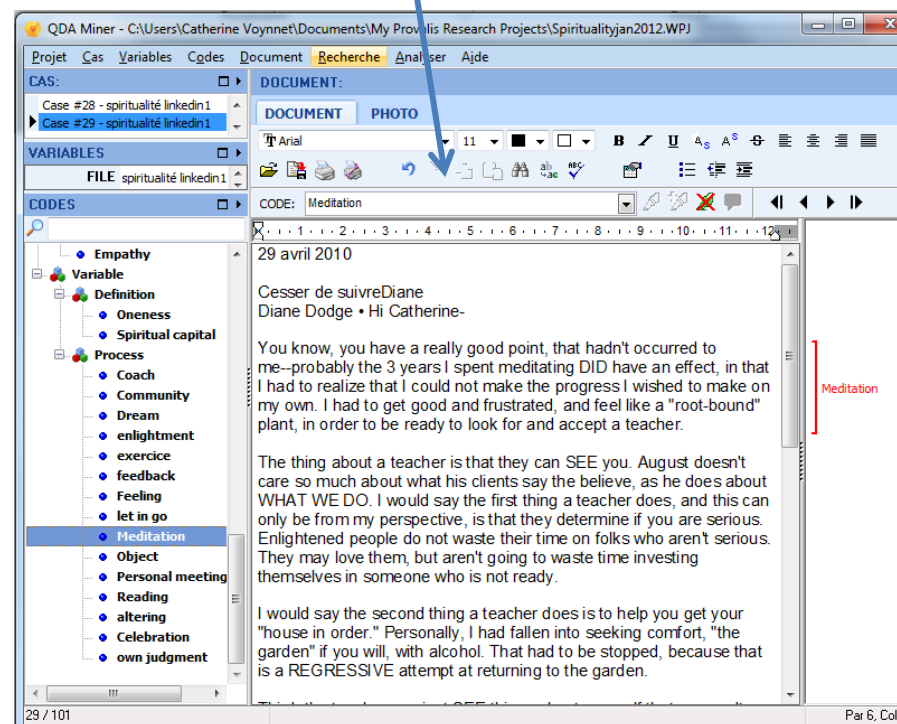 QDA Miner - C:\Users\Catherine Voynnet\Documents\My Provalis Research Projects\Spiritualityjan2012.WPJ
Projet Cas Variables Codes Document Recherche Analyser Ajde
CAS:
Case #28 - spiritualité linkedin1
Case #29 - spiritualité linkedin1
VARIABLES
FILE spiritualité linkedin1
CODES
Empathy
Variable
Definition
Oneness
Spiritual capital
Process
Coach
Community
Dream
enlightment
exercice
feedback
Feeling
let in go
Meditation
Object
Personal meeting
Reading
altering
Celebration
own judgment
29 / 101
DOCUMENT:
DOCUMENT PHOTO
Arial 11 B I U A S A S S
CODE: Meditation
1 2 3 4 5 6 7 8 9 10 11 12
29 avril 2010
Cesser de suivreDiane
Diane Dodge • Hi Catherine-
You know, you have a really good point, that hadn't occurred to
me--probably the 3 years I spent meditating DID have an effect, in that
I had to realize that I could not make the progress I wished to make on
my own. I had to get good and frustrated, and feel like a "root-bound"
plant, in order to be ready to look for and accept a teacher.
The thing about a teacher is that they can SEE you. August doesn't
care so much about what his clients say the believe, as he does about
WHAT WE DO. I would say the first thing a teacher does, and this can
only be from my perspective, is that they determine if you are serious.
Enlightened people do not waste their time on folks who aren't serious.
They may love them, but aren't going to waste time investing
themselves in someone who is not ready.
I would say the second thing a teacher does is to help you get your
"house in order." Personally, I had fallen into seeking comfort, "the
garden" if you will, with alcohol. That had to be stopped, because that
is a REGRESSIVE attempt at returning to the garden.
Meditation
Par 6, Col